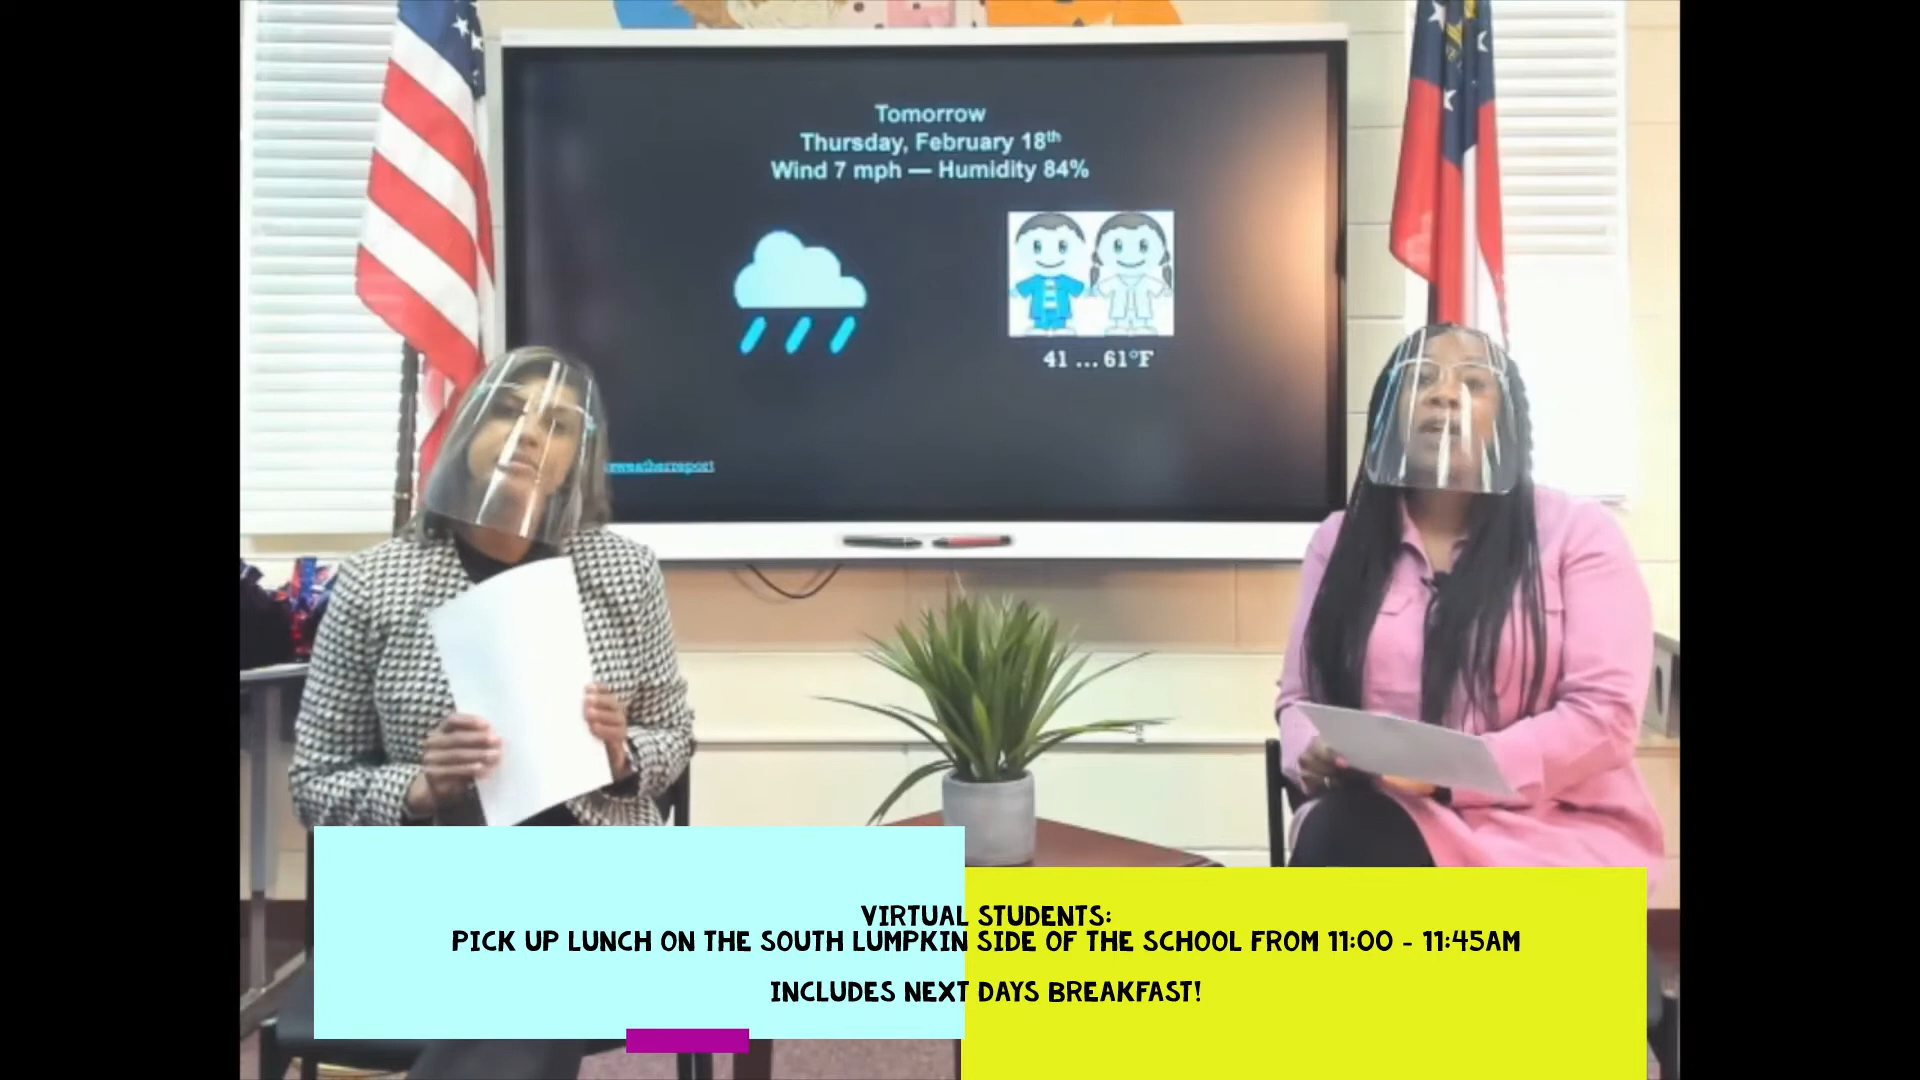 Tomorrow
Thursday, February 18th
Wind 7 mph — Humidity 84%
41 ... 61°F
weatherreport
VIRTUAL STUDENTS:
PICK UP LUNCH ON THE SOUTH LUMPKIN SIDE OF THE SCHOOL FROM 11:00 - 11:45AM
INCLUDES NEXT DAYS BREAKFAST!